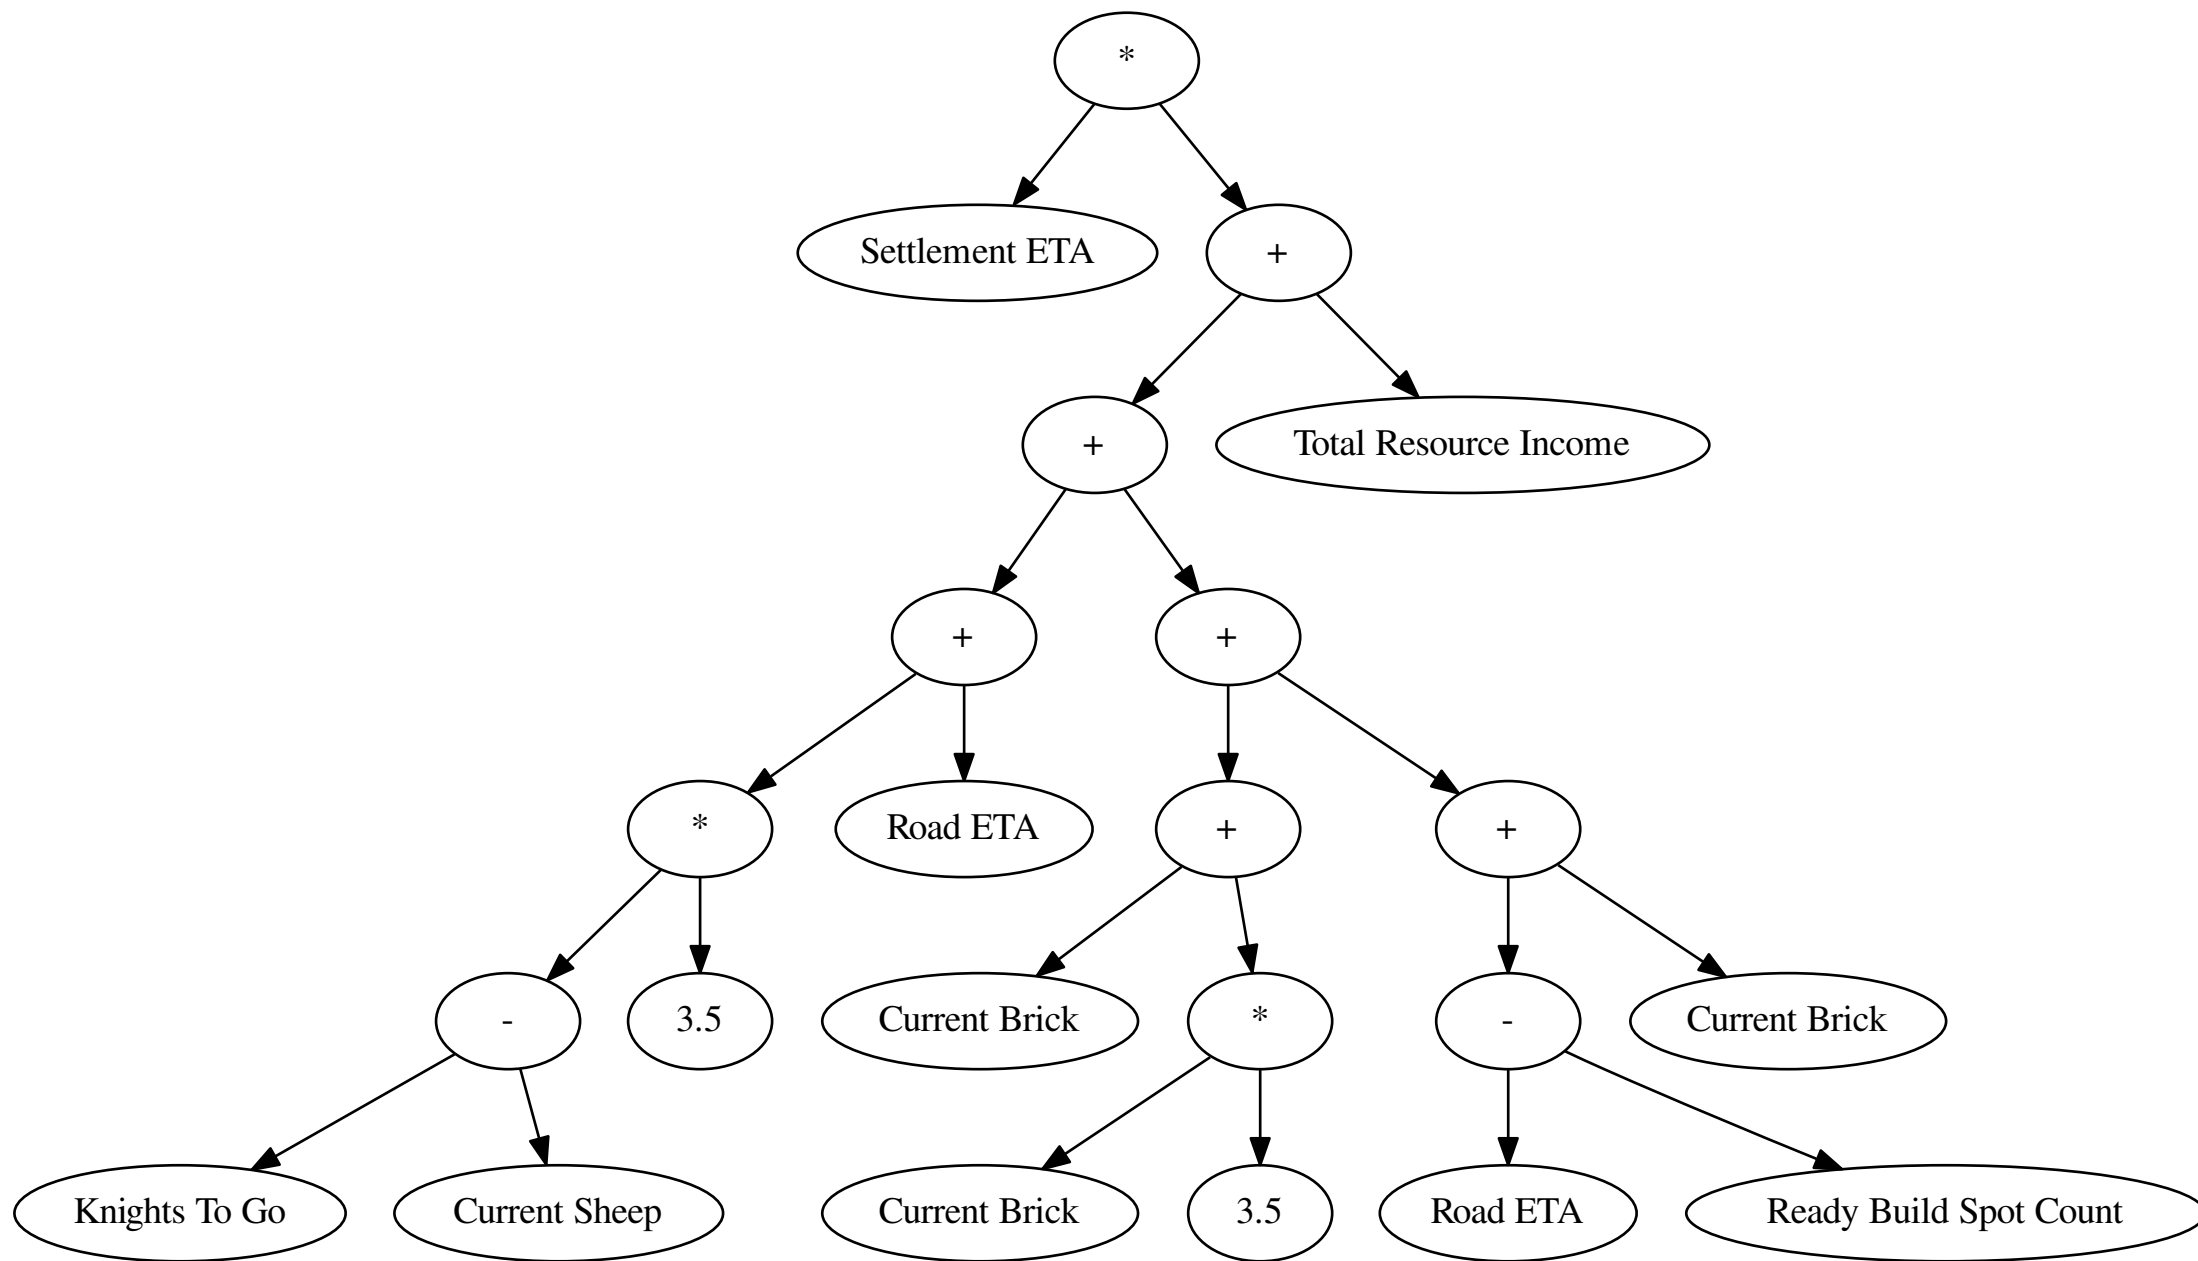 *
Settlement ETA
+
+
Total Resource Income
+
+
*
Road ETA
+
+
-
3.5
Current Brick
*
-
Current Brick
Knights To Go
Current Sheep
Current Brick
3.5
Road ETA
Ready Build Spot Count